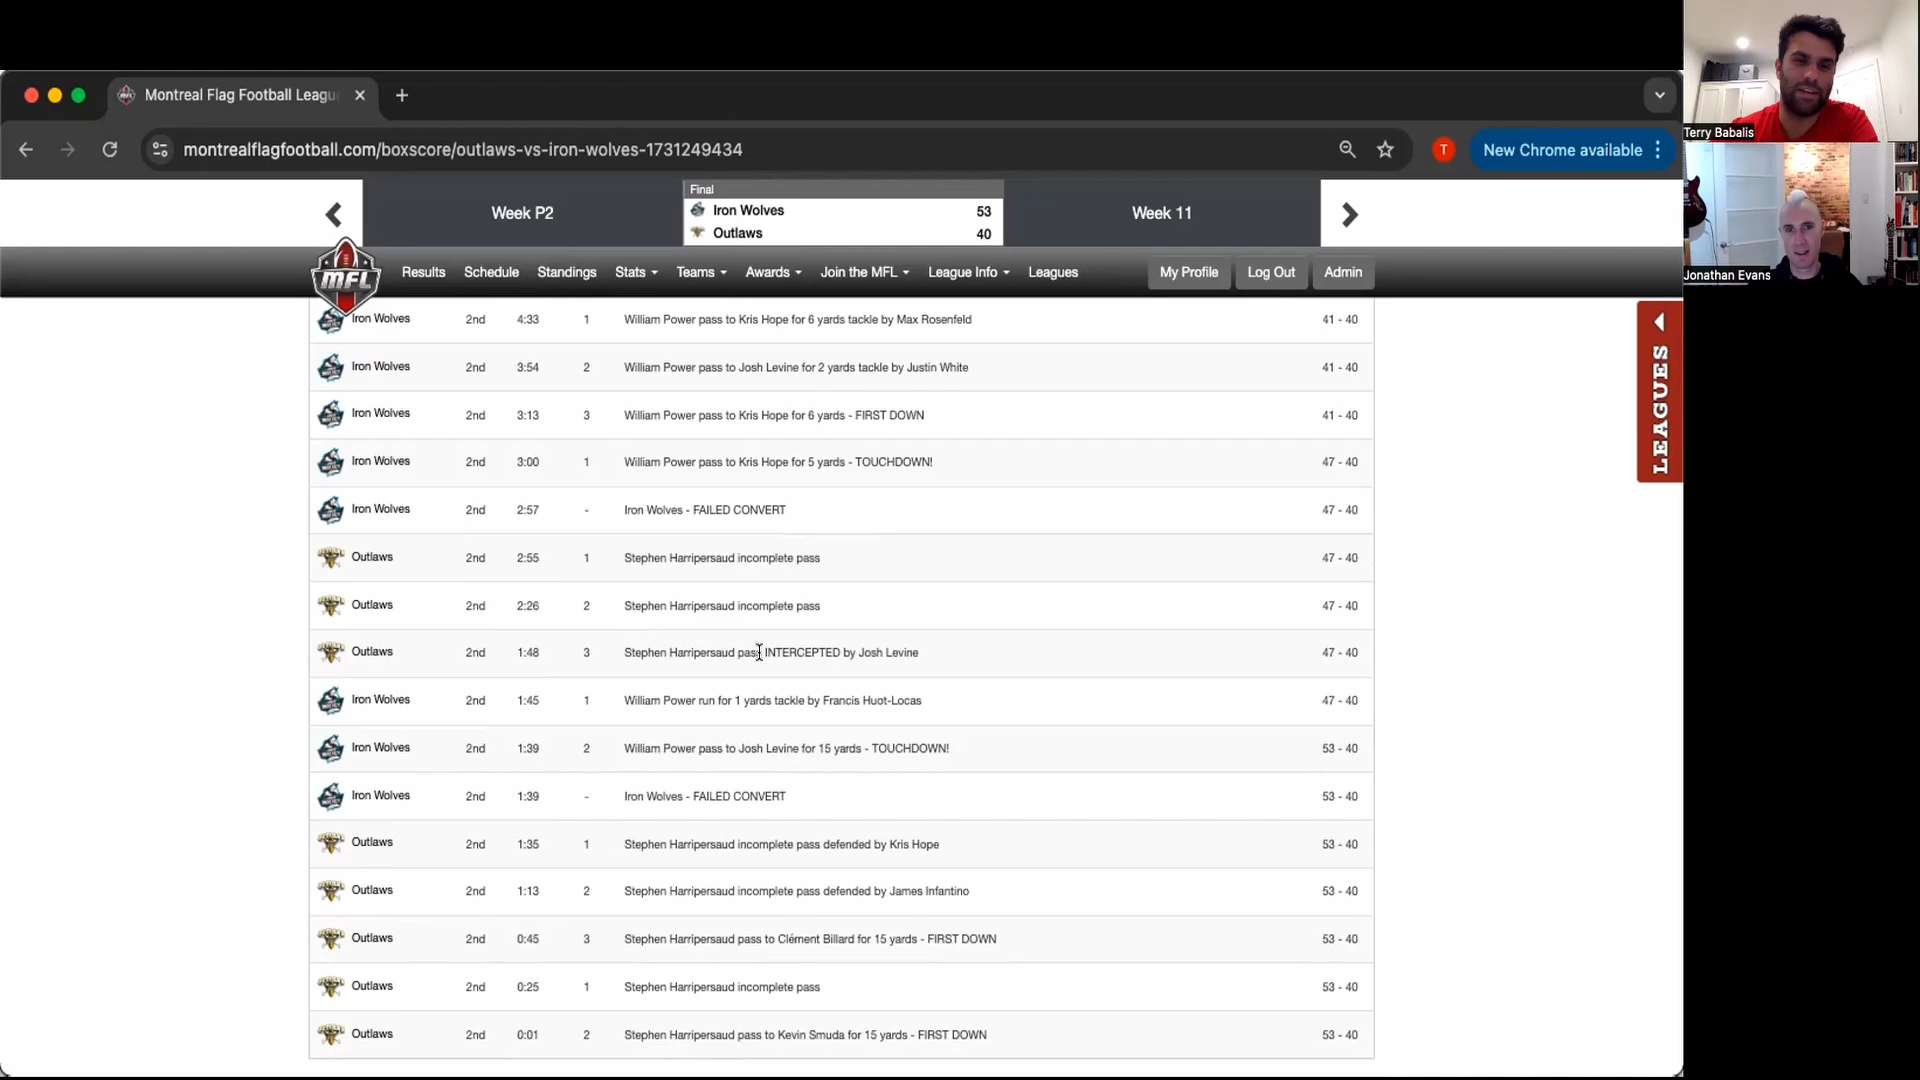 Montreal Flag Football Leagu
montrealflagfootball.com/boxscore/outlaws-vs-iron-wolves-1731249434
T
New Chrome available
Terry Babalis
Jonathan Evans
Week P2
Final
Iron Wolves 53
Outlaws 40
Week 11
MFL
Results Schedule Standings Stats Teams Awards Join the MFL League Info Leagues My Profile Log Out Admin
LEAGUES
Iron Wolves 2nd 4:33 1 William Power pass to Kris Hope for 6 yards tackle by Max Rosenfeld 41 - 40
Iron Wolves 2nd 3:54 2 William Power pass to Josh Levine for 2 yards tackle by Justin White 41 - 40
Iron Wolves 2nd 3:13 3 William Power pass to Kris Hope for 6 yards - FIRST DOWN 41 - 40
Iron Wolves 2nd 3:00 1 William Power pass to Kris Hope for 5 yards - TOUCHDOWN! 47 - 40
Iron Wolves 2nd 2:57 - Iron Wolves - FAILED CONVERT 47 - 40
Outlaws 2nd 2:55 1 Stephen Harripersaud incomplete pass 47 - 40
Outlaws 2nd 2:26 2 Stephen Harripersaud incomplete pass 47 - 40
Outlaws 2nd 1:48 3 Stephen Harripersaud pass INTERCEPTED by Josh Levine 47 - 40
Iron Wolves 2nd 1:45 1 William Power run for 1 yards tackle by Francis Huot-Locas 47 - 40
Iron Wolves 2nd 1:39 2 William Power pass to Josh Levine for 15 yards - TOUCHDOWN! 53 - 40
Iron Wolves 2nd 1:39 - Iron Wolves - FAILED CONVERT 53 - 40
Outlaws 2nd 1:35 1 Stephen Harripersaud incomplete pass defended by Kris Hope 53 - 40
Outlaws 2nd 1:13 2 Stephen Harripersaud incomplete pass defended by James Infantino 53 - 40
Outlaws 2nd 0:45 3 Stephen Harripersaud pass to Clément Billard for 15 yards - FIRST DOWN 53 - 40
Outlaws 2nd 0:25 1 Stephen Harripersaud incomplete pass 53 - 40
Outlaws 2nd 0:01 2 Stephen Harripersaud pass to Kevin Smuda for 15 yards - FIRST DOWN 53 - 40